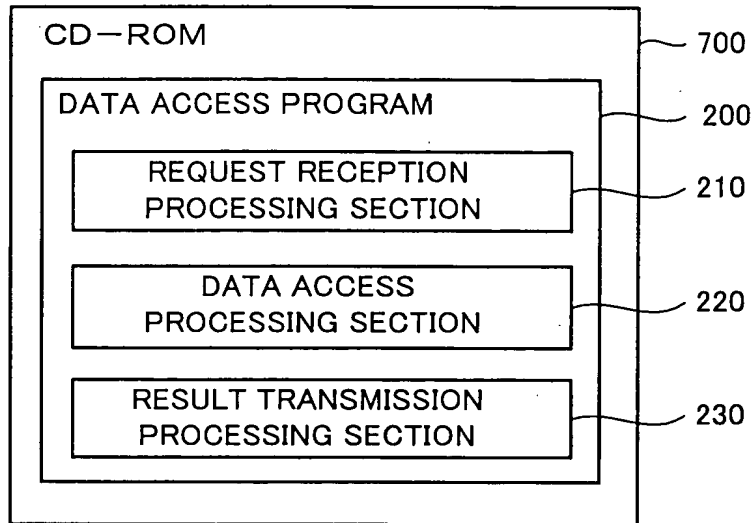 CD-ROM
700
DATA ACCESS PROGRAM
200
REQUEST RECEPTION
PROCESSING SECTION
210
DATA ACCESS
PROCESSING SECTION
220
RESULT TRANSMISSION
PROCESSING SECTION
230